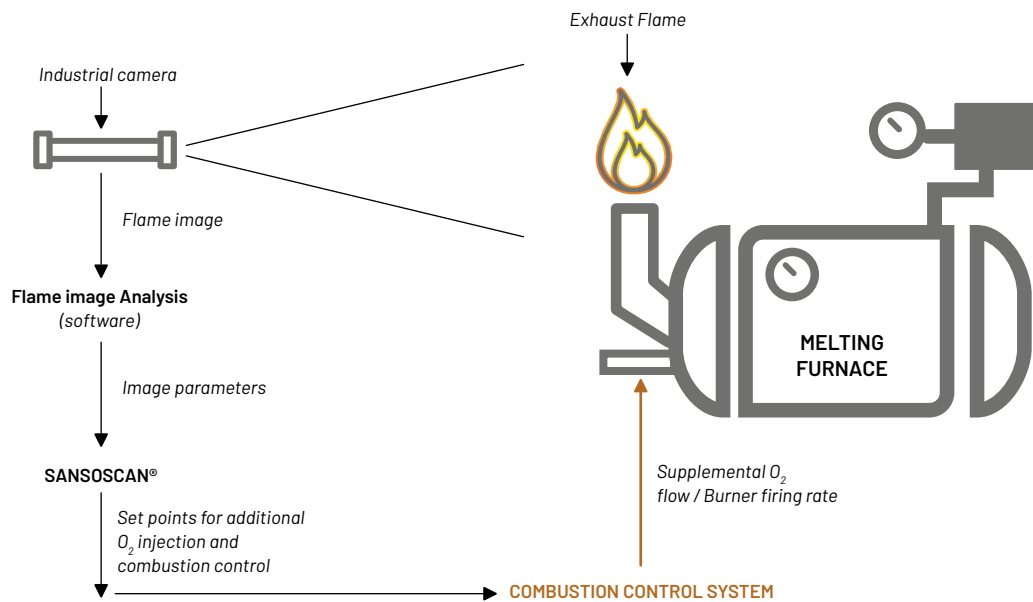 Exhaust Flame
Industrial camera
Flame image
Flame image Analysis
(software)
MELTING
FURNACE
Image parameters
SANSOSCAN®
Supplemental O₂
flow / Burner firing rate
Set points for additional
O₂ injection and
combustion control
COMBUSTION CONTROL SYSTEM